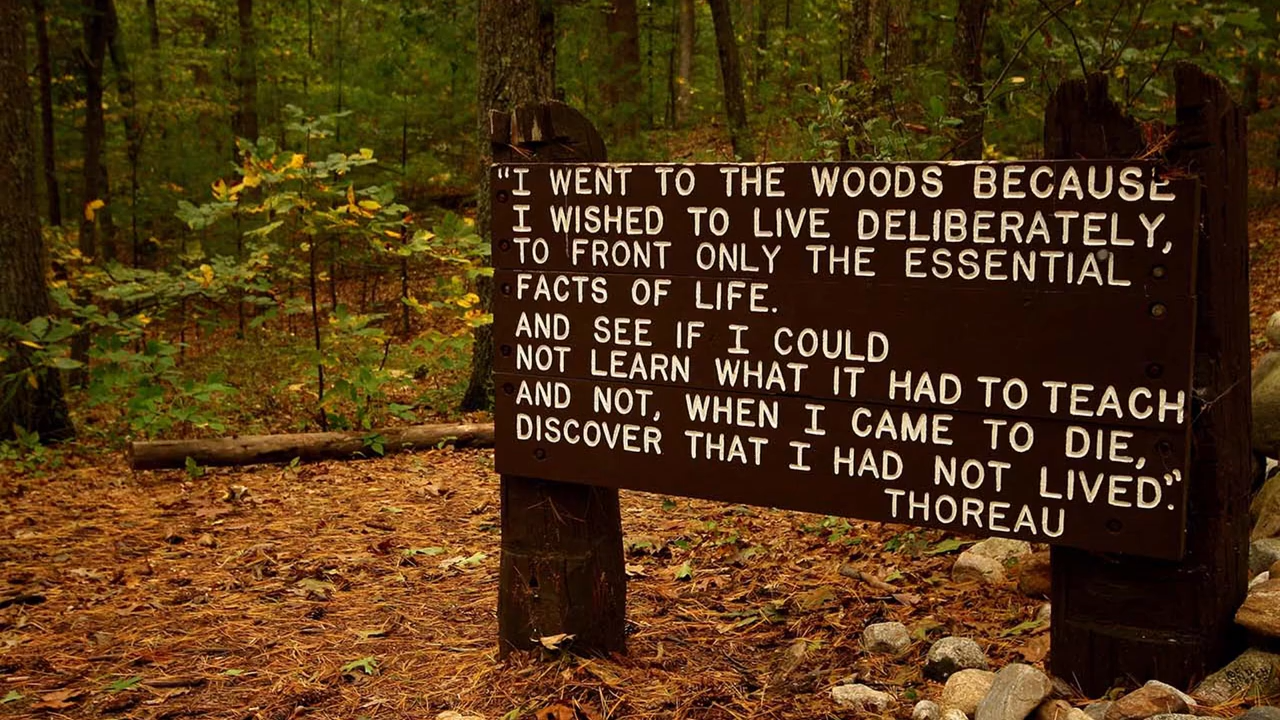 “I WENT TO THE WOODS BECAUSE
I WISHED TO LIVE DELIBERATELY,
TO FRONT ONLY THE ESSENTIAL
FACTS OF LIFE.
AND SEE IF I COULD
NOT LEARN WHAT IT HAD TO TEACH
AND NOT, WHEN I CAME TO DIE,
DISCOVER THAT I HAD NOT LIVED.”
THOREAU